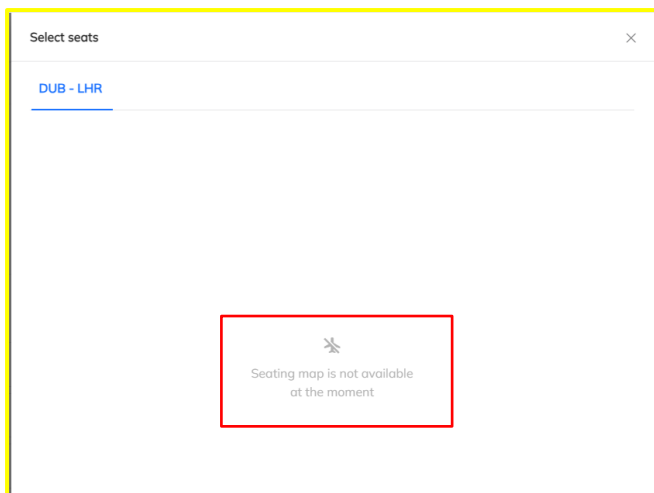 Select seats
DUB - LHR
Seating map is not available
at the moment